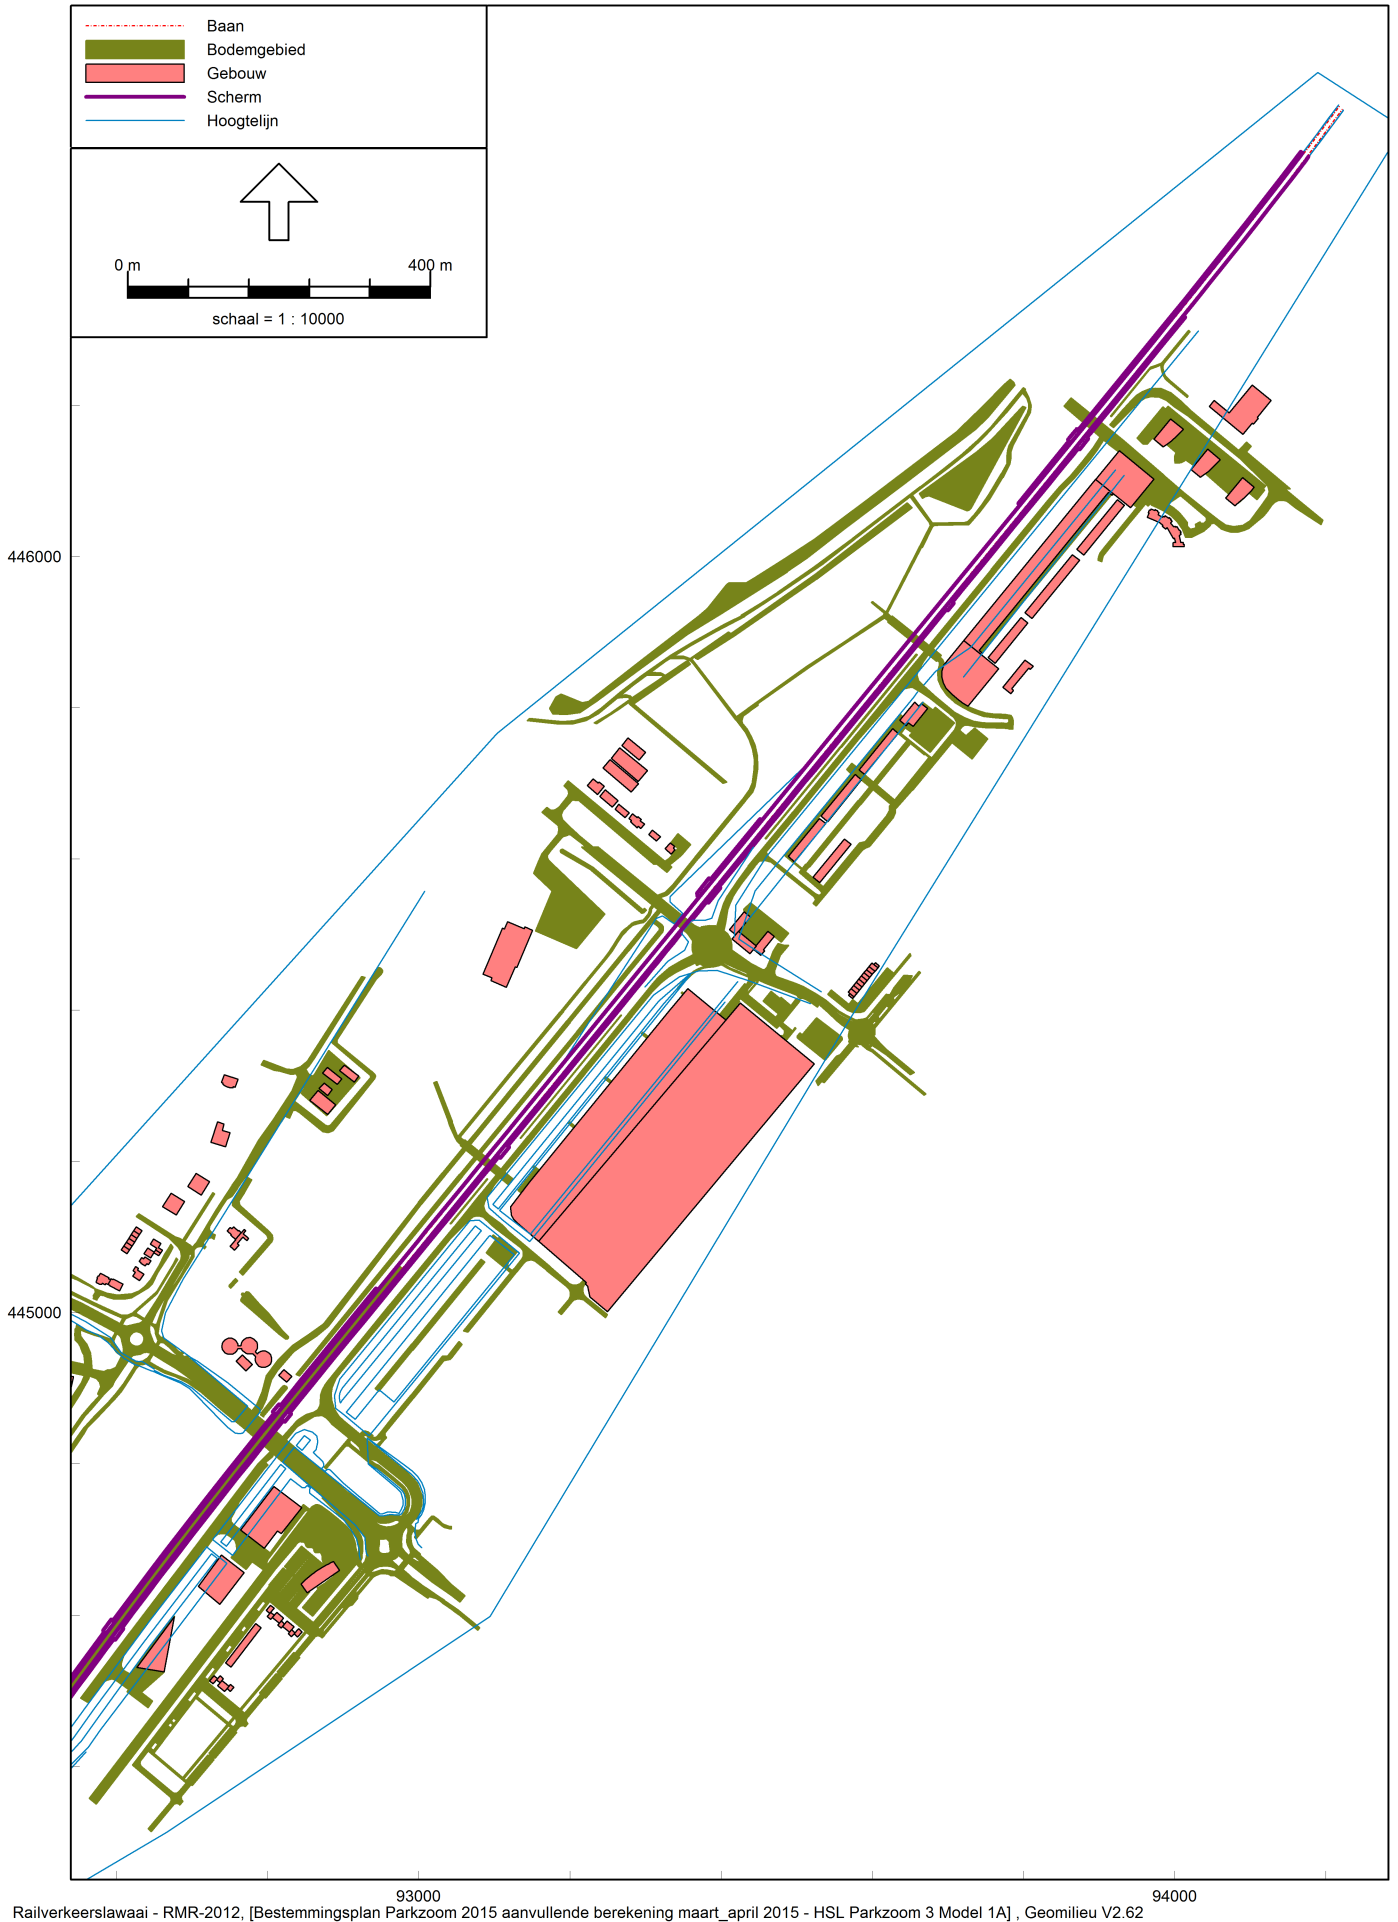 Baan
Bodemgebied
Gebouw
Scherm
Hoogtelijn
0 m 400 m
schaal = 1 : 10000
446000
445000
93000 94000
Railverkeerslawaai - RMR-2012, [Bestemmingsplan Parkzoom 2015 aanvullende berekening maart_april 2015 - HSL Parkzoom 3 Model 1A] , Geomilieu V2.62